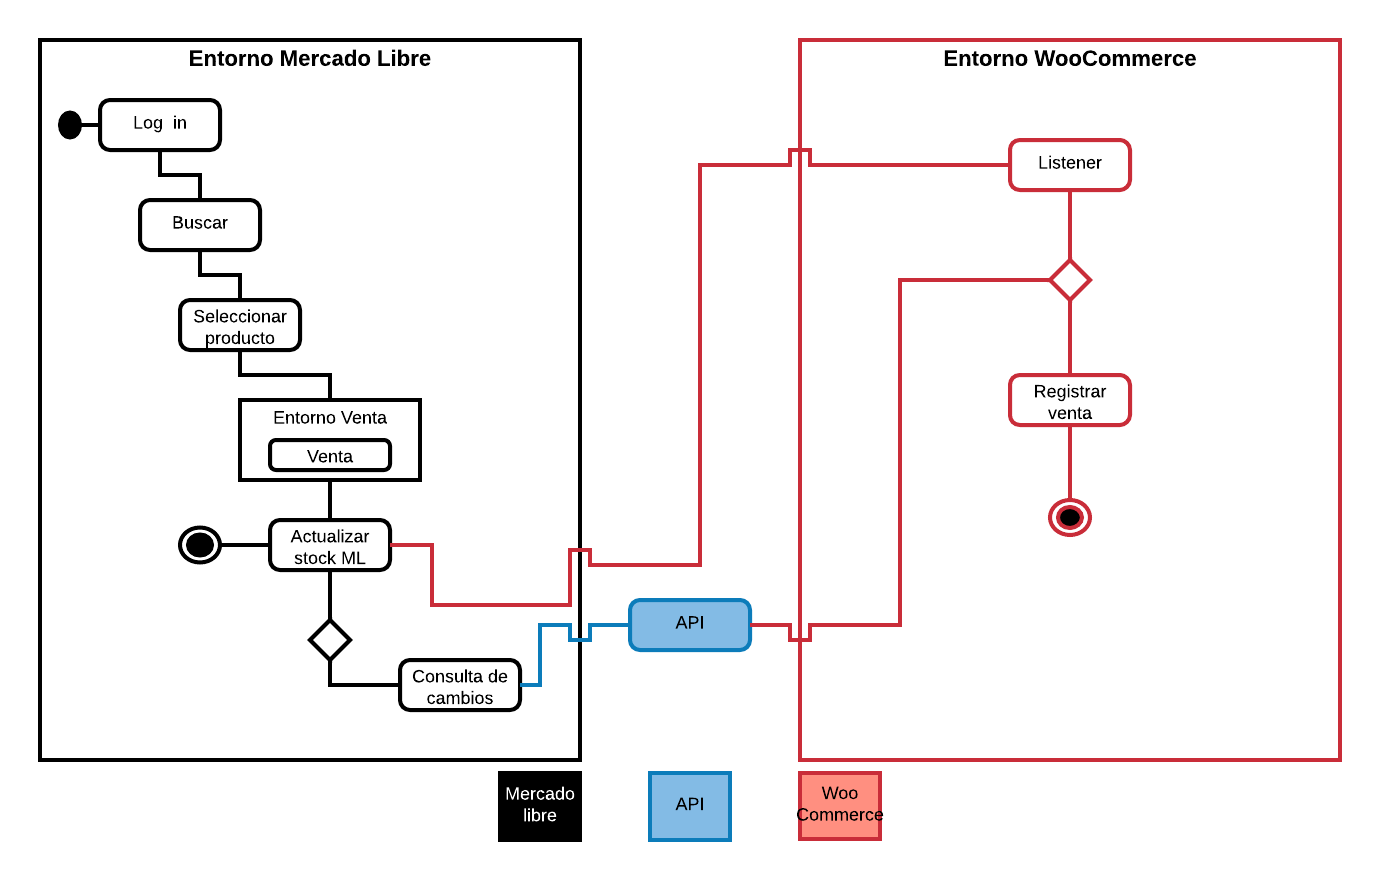 Entorno Mercado Libre
Log in
Buscar
Seleccionar
producto
Entorno Venta
Venta
Actualizar
stock ML
Consulta de
cambios
API
Entorno WooCommerce
Listener
Registrar
venta
Mercado
libre
API
Woo
Commerce